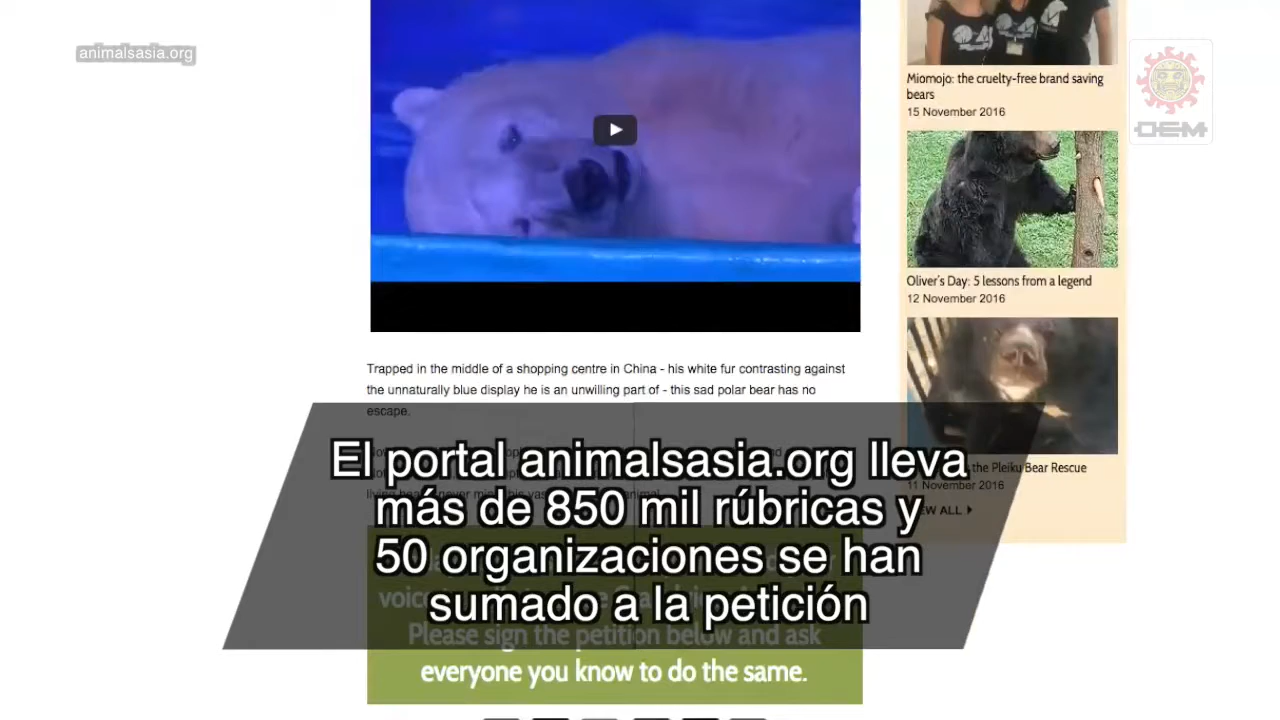 animalsasia.org
OEM
Miomojo: the cruelty-free brand saving
bears
15 November 2016
Oliver's Day: 5 lessons from a legend
12 November 2016
the Pleiku Bear Rescue
11 November 2016
VIEW ALL
Trapped in the middle of a shopping centre in China - his white fur contrasting against
the unnaturally blue display he is an unwilling part of - this sad polar bear has no
escape.
El portal animalsasia.org lleva
más de 850 mil rúbricas y
50 organizaciones se han
sumado a la petición
Please sign the petition below and ask
everyone you know to do the same.